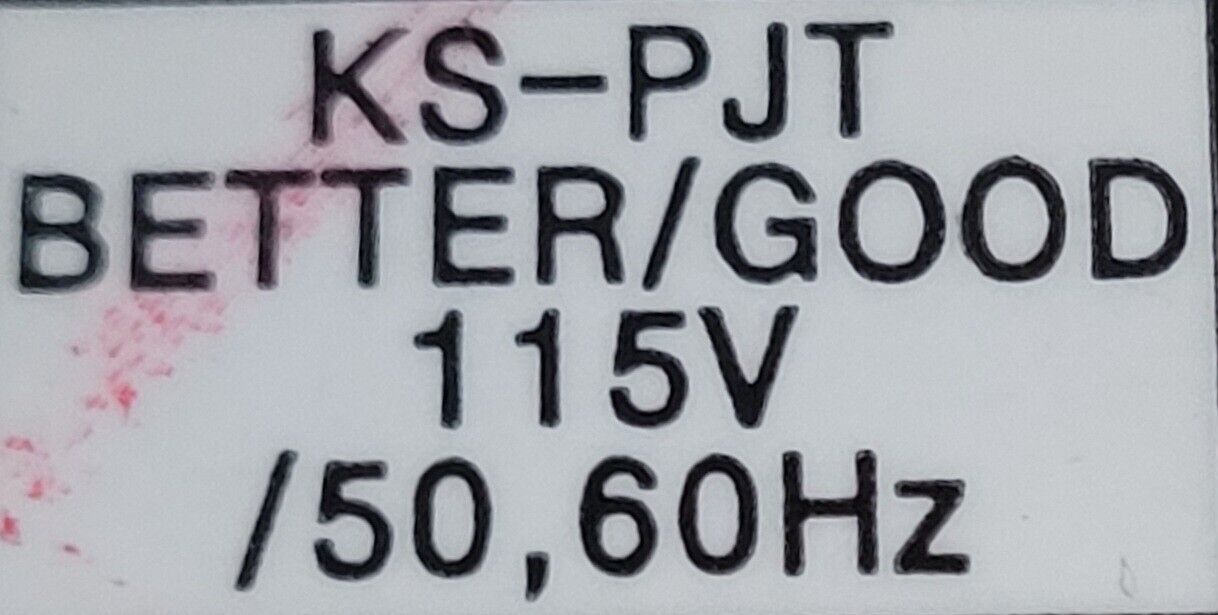 KS-PJT
BETTER/GOOD
115V
/50,60Hz